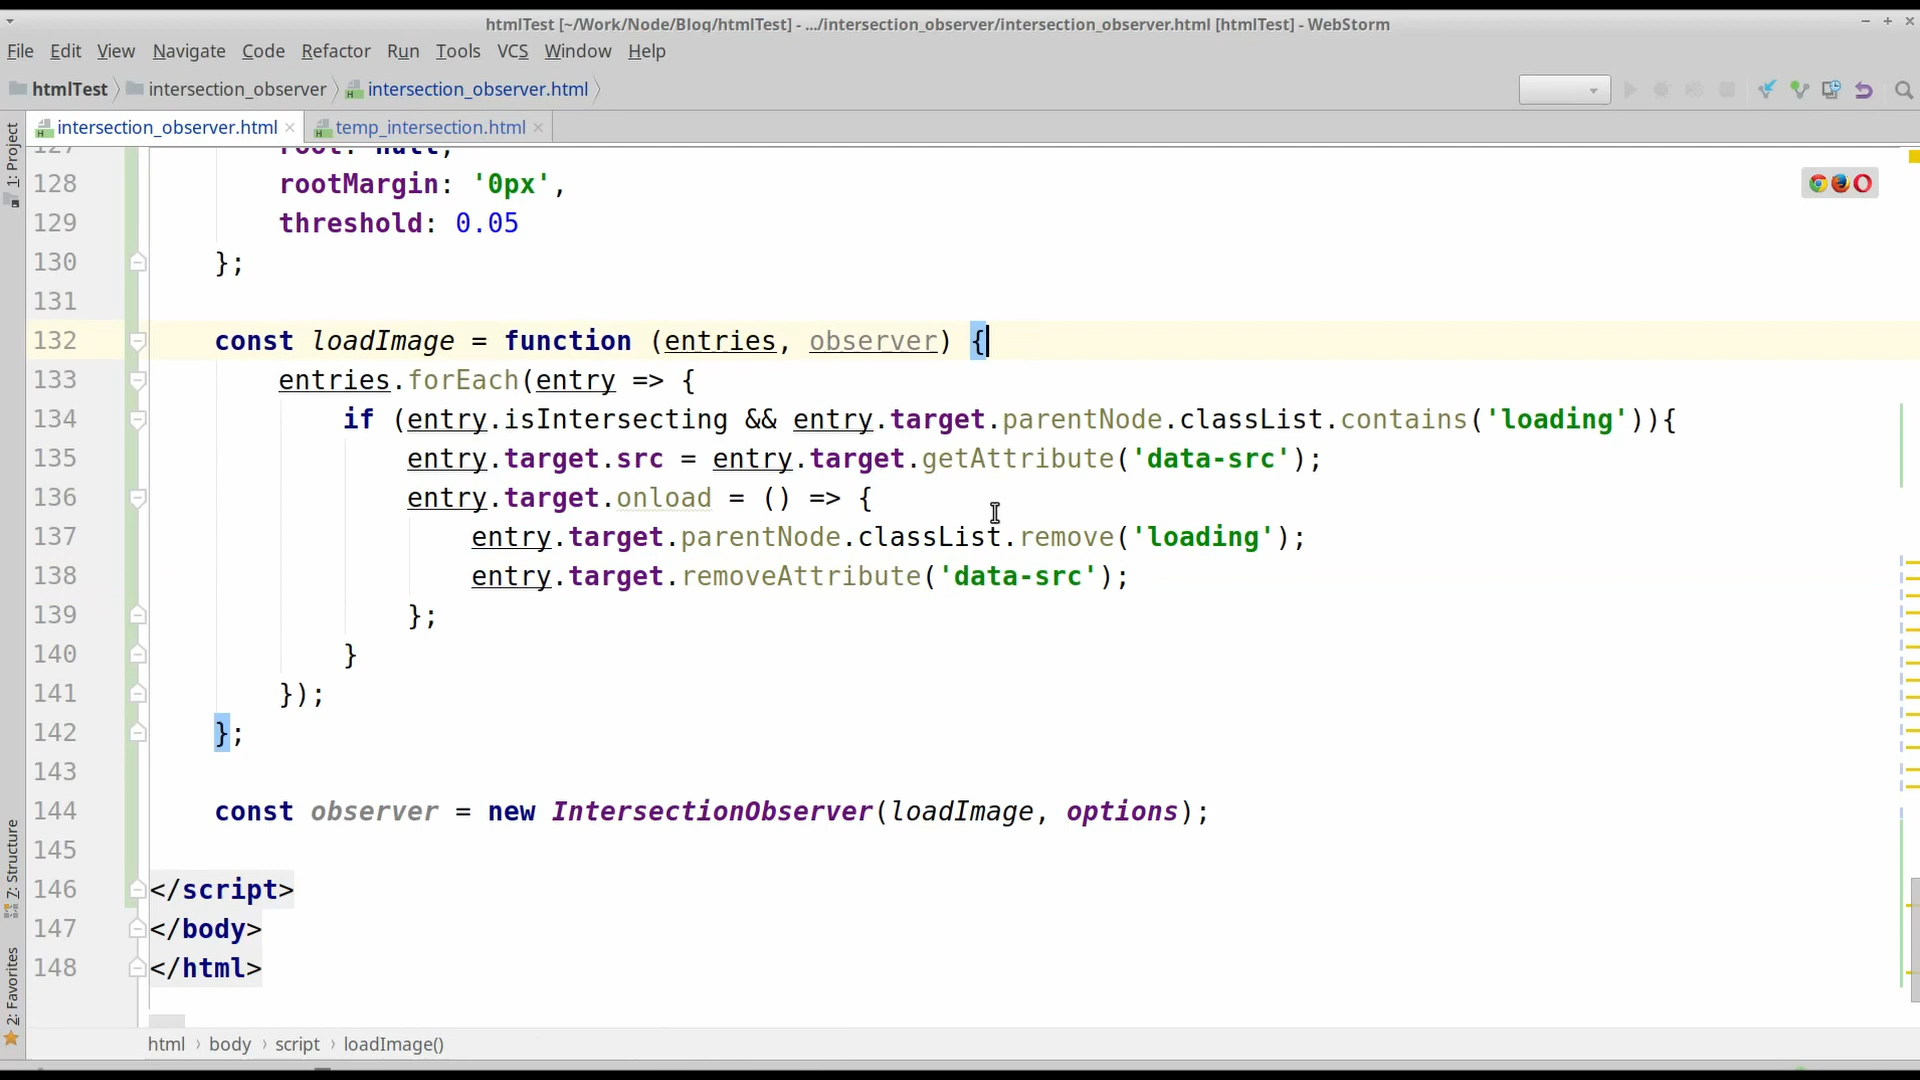 htmlTest [~/Work/Node/Blog/htmlTest] - .../intersection_observer/intersection_observer.html [htmlTest] - WebStorm
File Edit View Navigate Code Refactor Run Tools VCS Window Help
htmlTest intersection_observer intersection_observer.html
intersection_observer.html temp_intersection.html
1: Project
7: Structure
2: Favorites
127 root: null,
128 rootMargin: '0px',
129 threshold: 0.05
130 };
131
132 const loadImage = function (entries, observer) {
133 entries.forEach(entry => {
134 if (entry.isIntersecting && entry.target.parentNode.classList.contains('loading')){
135 entry.target.src = entry.target.getAttribute('data-src');
136 entry.target.onload = () => {
137 entry.target.parentNode.classList.remove('loading');
138 entry.target.removeAttribute('data-src');
139 };
140 }
141 });
142 };
143
144 const observer = new IntersectionObserver(loadImage, options);
145
146 </script>
147 </body>
148 </html>
html › body › script › loadImage()